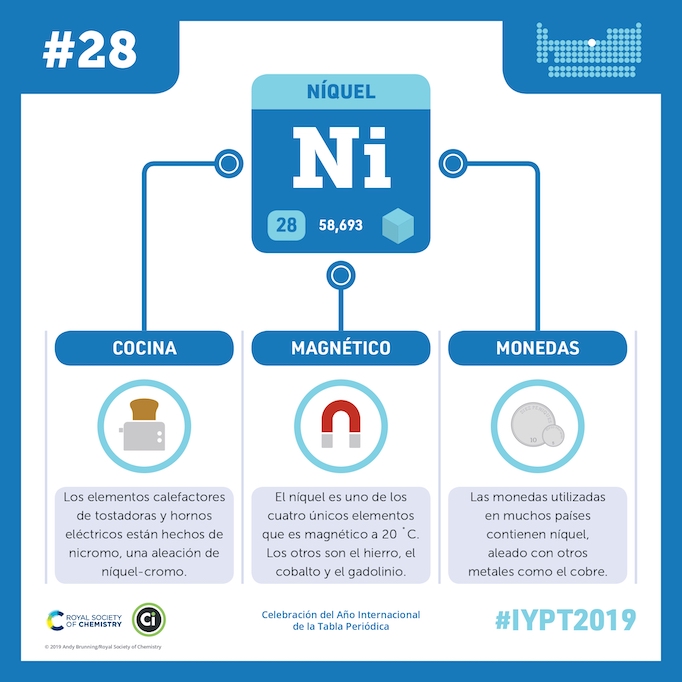 #28
NÍQUEL
Ni
28
58,693
COCINA
Los elementos calefactores
de tostadoras y hornos
eléctricos están hechos de
nicromo, una aleación de
níquel-cromo.
MAGNÉTICO
El níquel es uno de los
cuatro únicos elementos
que es magnético a 20 ˚C.
Los otros son el hierro, el
cobalto y el gadolinio.
MONEDAS
Las monedas utilizadas
en muchos países
contienen níquel,
aleado con otros
metales como el cobre.
ROYAL SOCIETY
OF CHEMISTRY
Ci
© 2019 Andy Brunning/Royal Society of Chemistry
Celebración del Año Internacional
de la Tabla Periódica
#IYPT2019